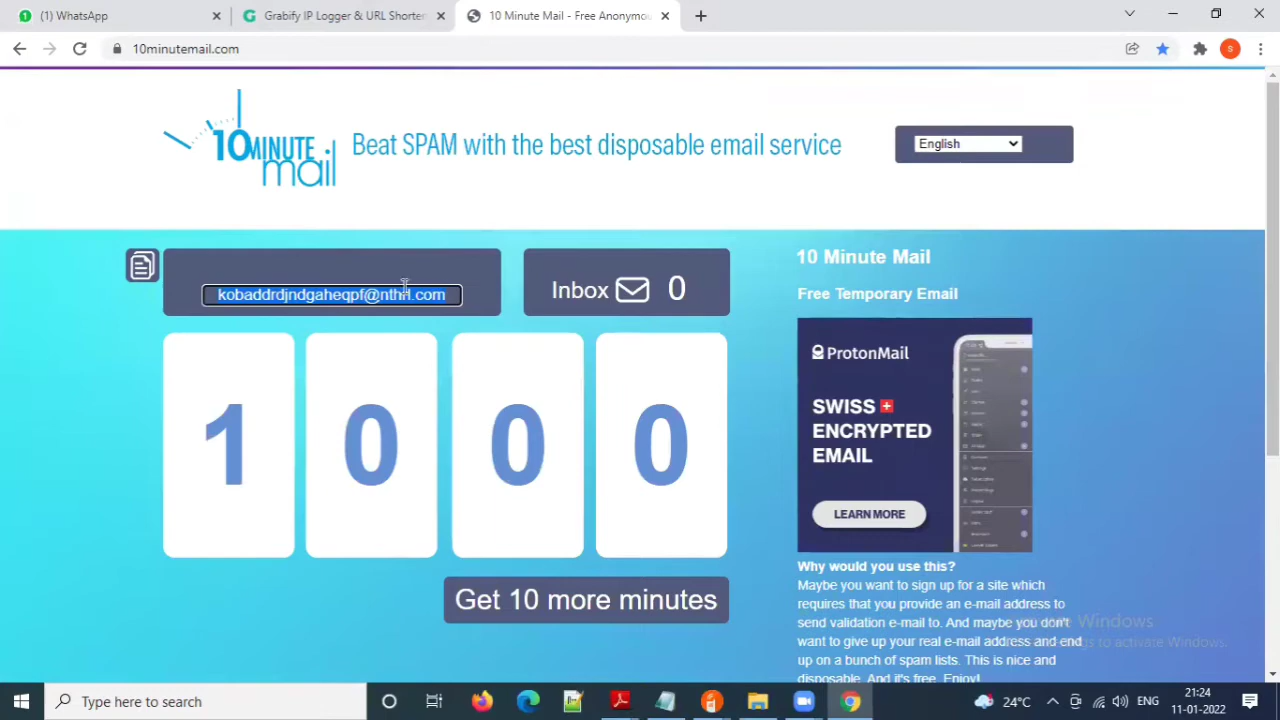 (1) WhatsApp
Grabify IP Logger & URL Shorten
10 Minute Mail - Free Anonymou
10minutemail.com
10 MINUTE mail
Beat SPAM with the best disposable email service
English
Inbox 0
1 0 0 0
Get 10 more minutes
10 Minute Mail
Free Temporary Email
ProtonMail
SWISS
ENCRYPTED
EMAIL
LEARN MORE
Why would you use this?
Maybe you want to sign up for a site which
requires that you provide an e-mail address to
send validation e-mail to. And maybe you don't
want to give up your real e-mail address and end
up on a bunch of spam lists. This is nice and
disposable. And it's free. Enjoy!
Windows
to activate Windows.
Type here to search
24°C
ENG
21:24
11-01-2022